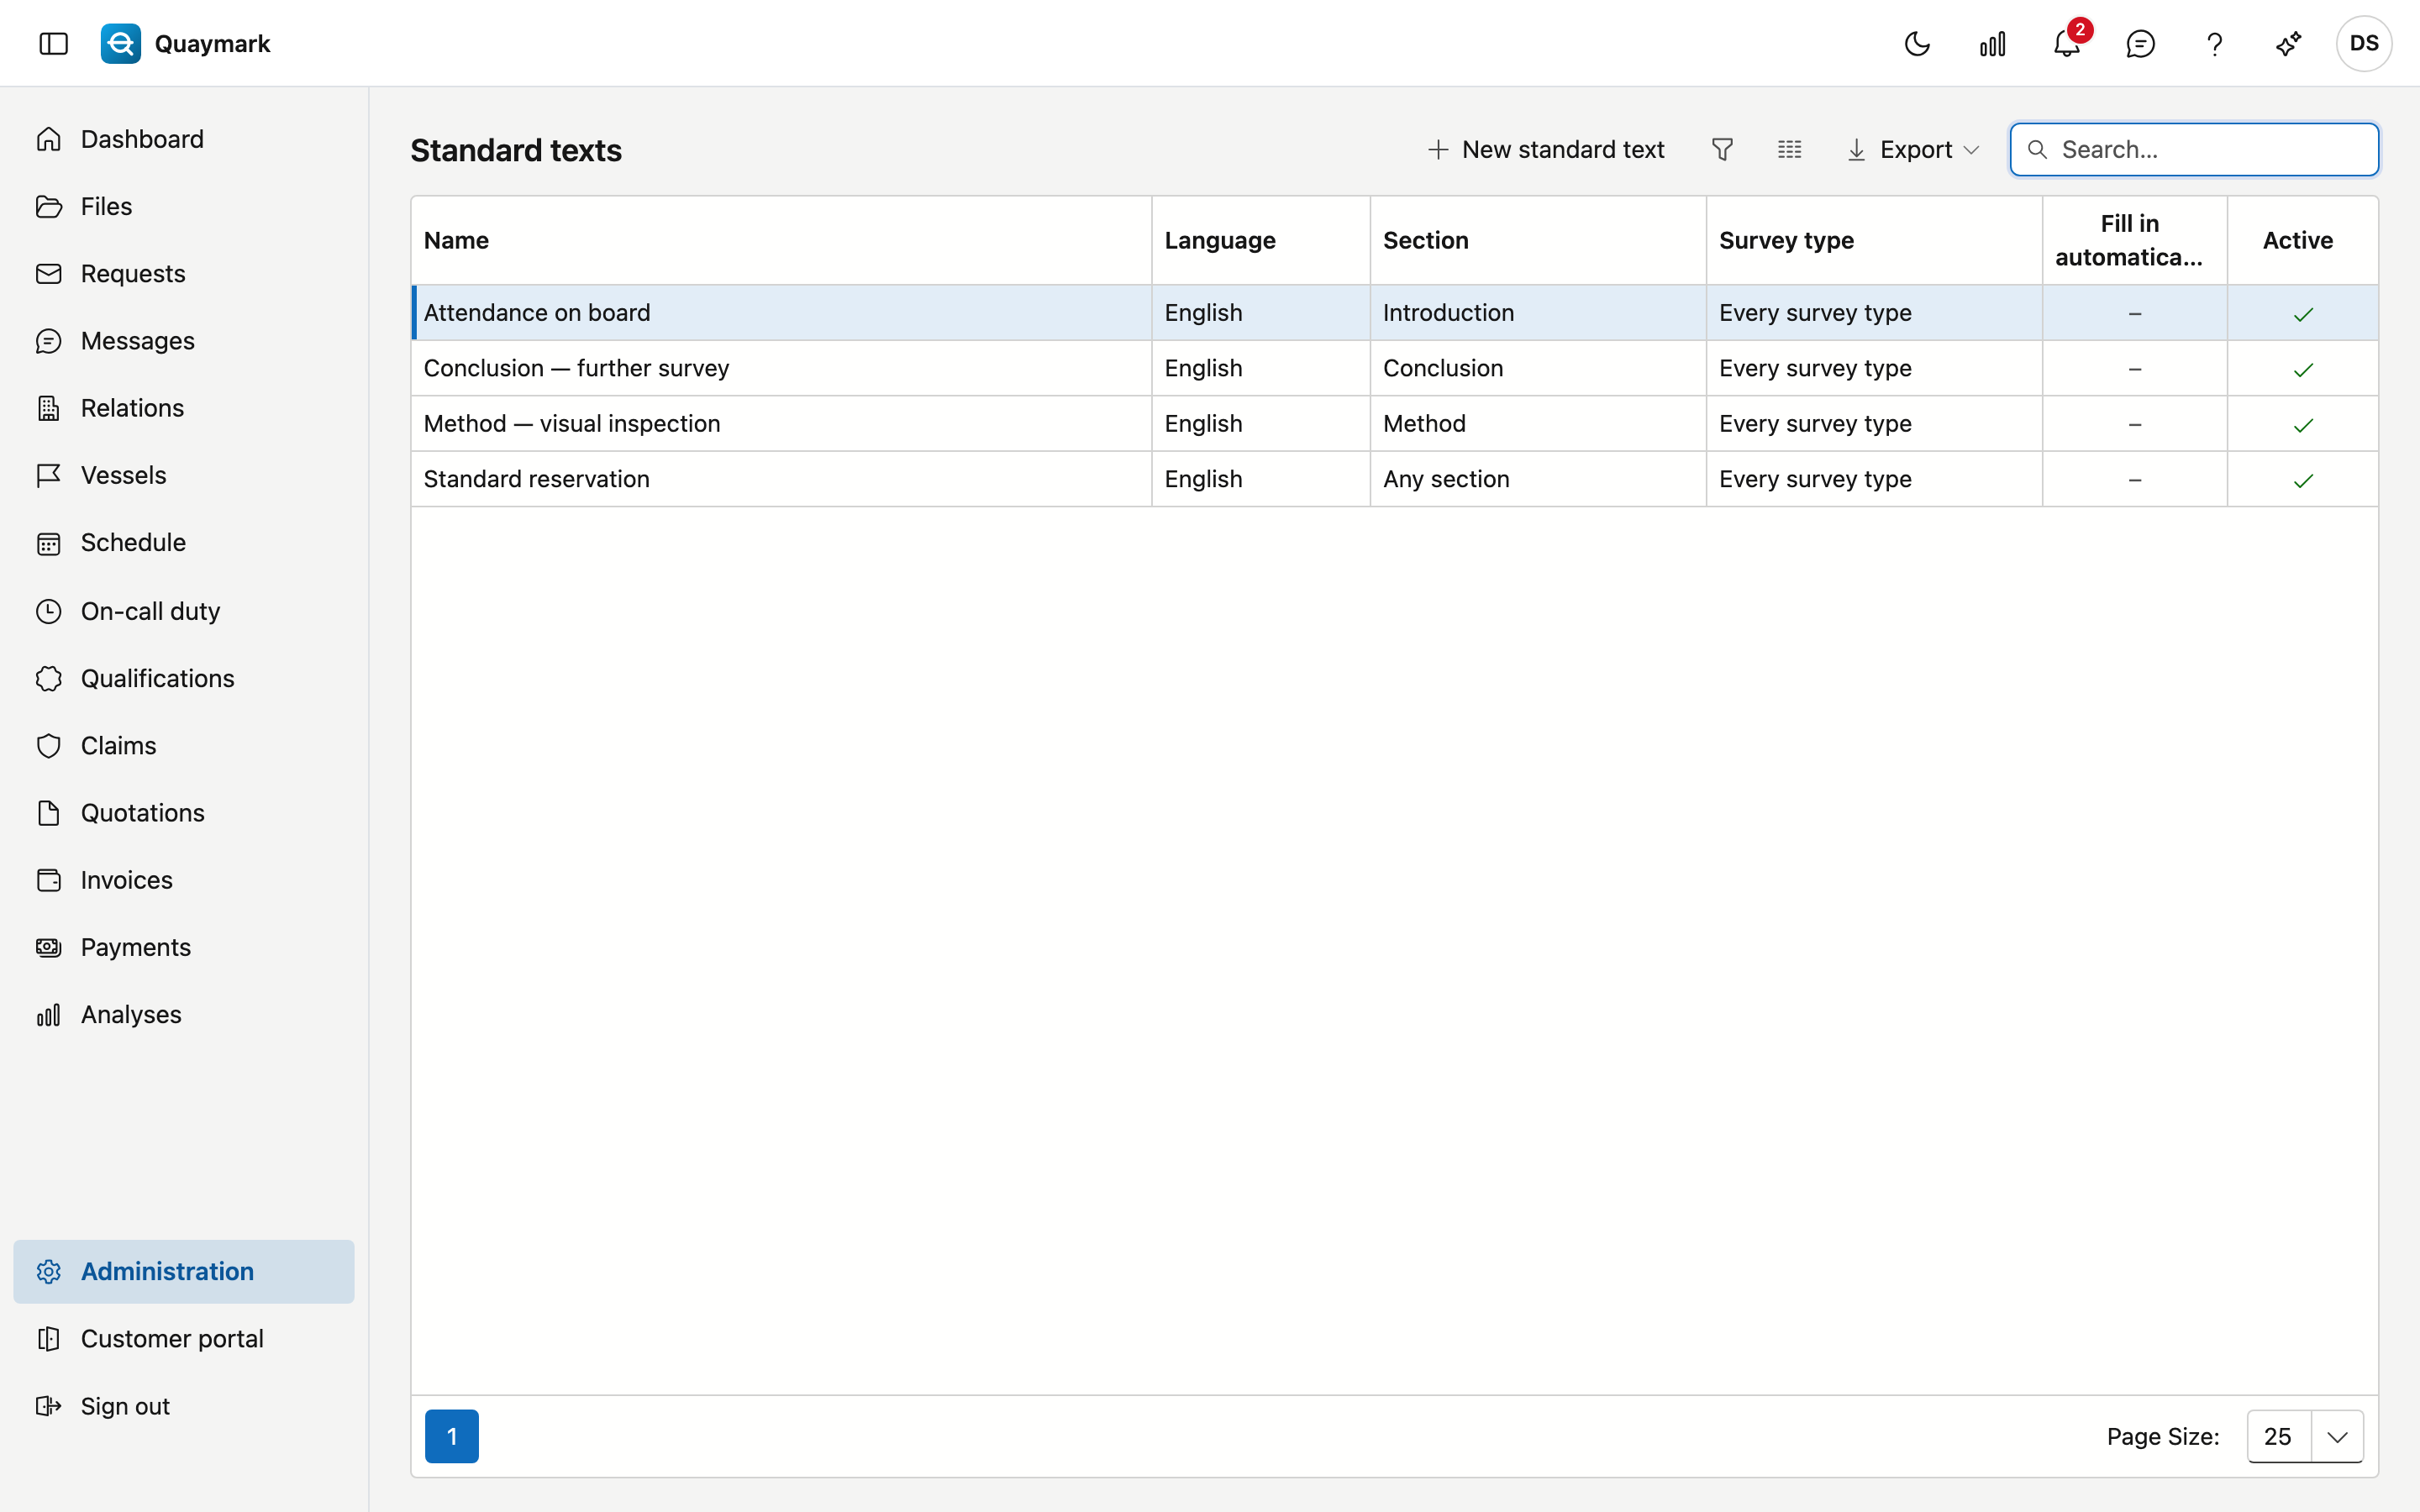 Quaymark
2
DS
Dashboard
Files
Requests
Messages
Relations
Vessels
Schedule
On-call duty
Qualifications
Claims
Quotations
Invoices
Payments
Analyses
Administration
Customer portal
Sign out
Standard texts
New standard text
Export
Search...
Name Language Section Survey type Fill in automatica... Active
Attendance on board English Introduction Every survey type –
Conclusion — further survey English Conclusion Every survey type –
Method — visual inspection English Method Every survey type –
Standard reservation English Any section Every survey type –
1
Page Size: 25